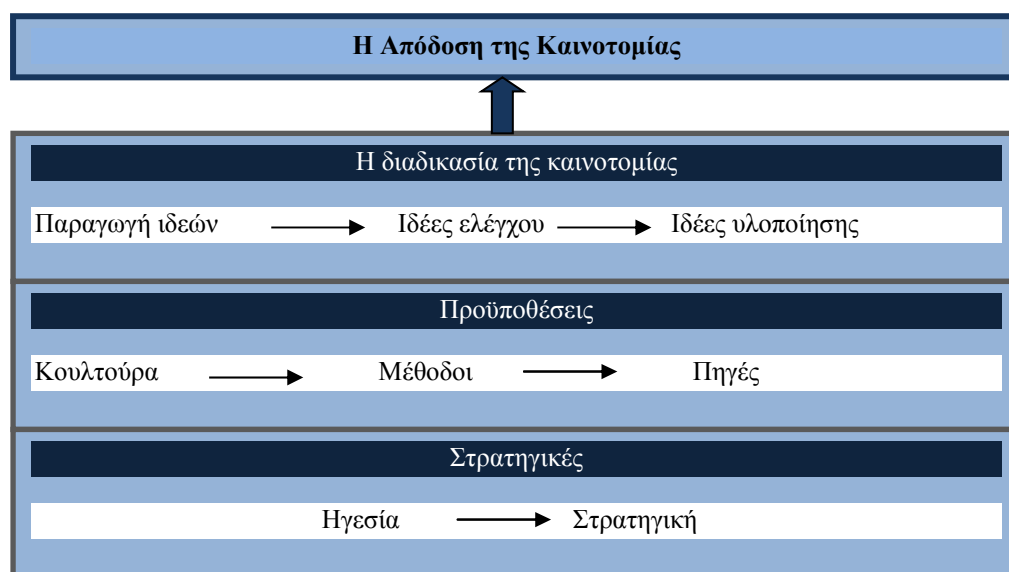 Η Απόδοση της Καινοτομίας
Η διαδικασία της καινοτομίας
Παραγωγή ιδεών Ιδέες ελέγχου Ιδέες υλοποίησης
Προϋποθέσεις
Κουλτούρα Μέθοδοι Πηγές
Στρατηγικές
Ηγεσία Στρατηγική